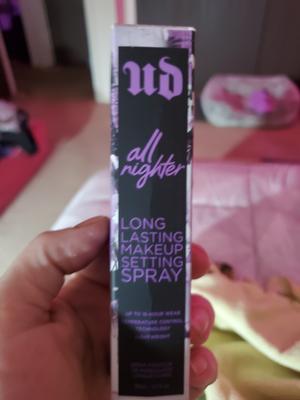 UD
all
nighter
LONG
LASTING
MAKEUP
SETTING
SPRAY
UP TO 16-HOUR WEAR
TEMPERATURE CONTROL
TECHNOLOGY